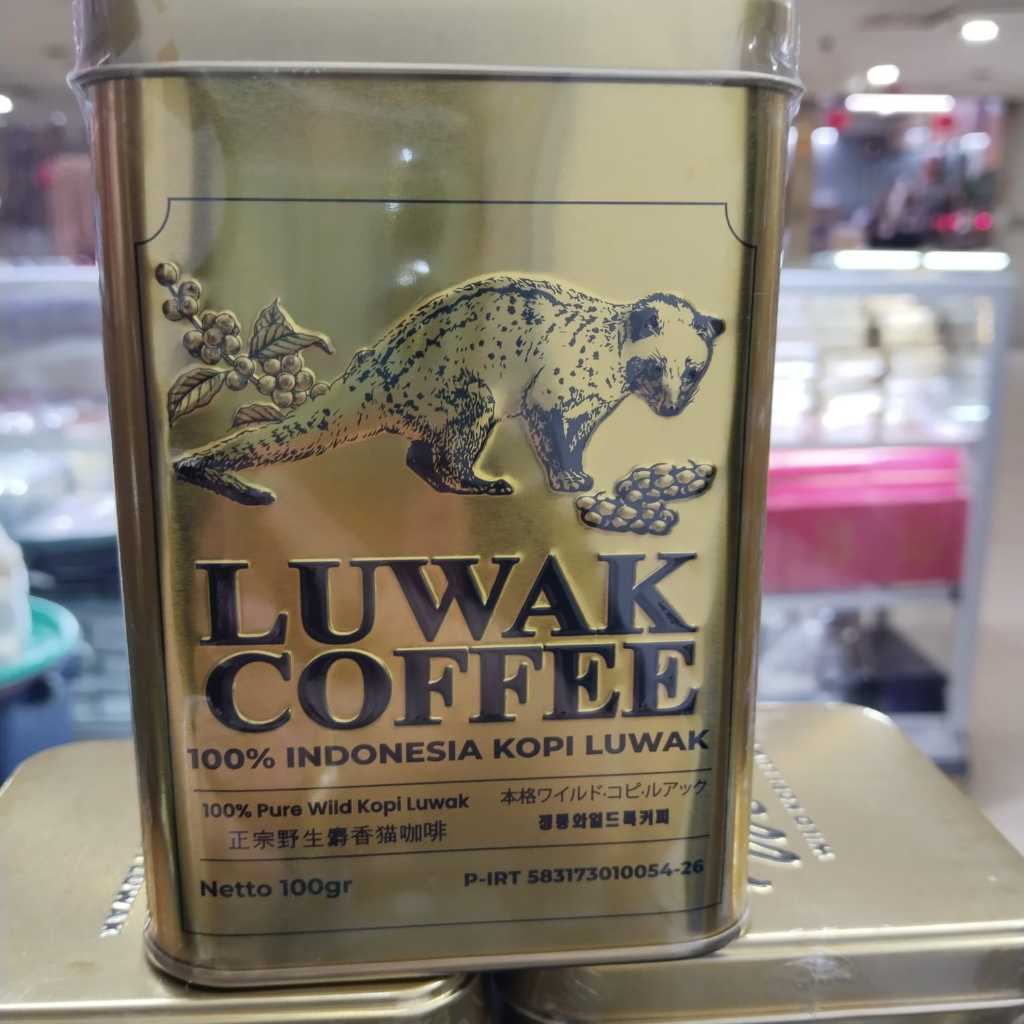 LUWAK
COFFEE
100% INDONESIA KOPI LUWAK
100% Pure Wild Kopi Luwak
正宗野生麝香猫咖啡
本格ワイルド・コピ・ルアック
정통와일드룩커피
Netto 100gr
P-IRT 583173010054-26
LUWAK